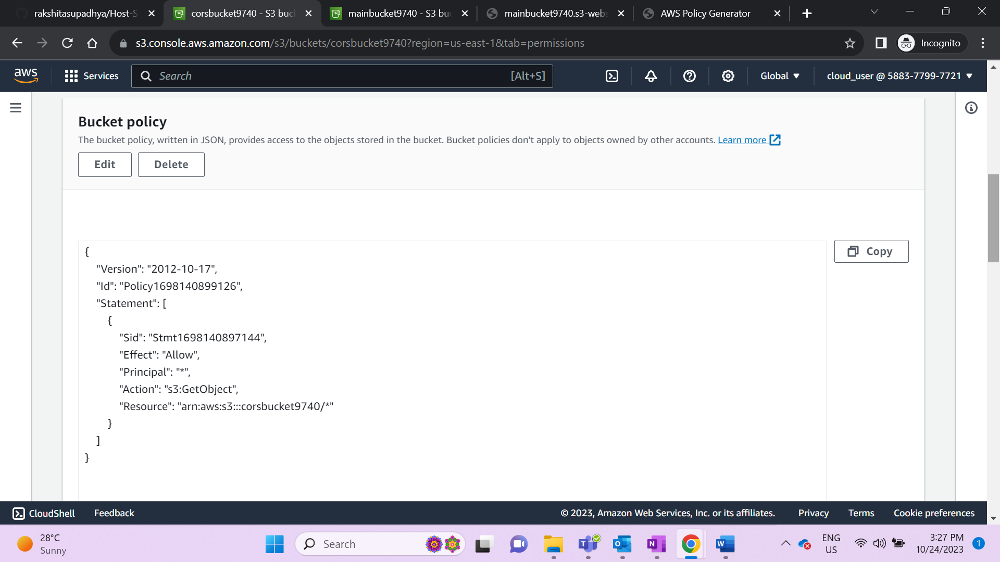 rakshitasupadhya/Host-S
corsbucket9740 - S3 buc
mainbucket9740 - S3 bu
mainbucket9740.s3-webs
AWS Policy Generator
s3.console.aws.amazon.com/s3/buckets/corsbucket9740?region=us-east-1&tab=permissions
Incognito
aws
Services
Search
[Alt+S]
Global
cloud_user @ 5883-7799-7721
Bucket policy
The bucket policy, written in JSON, provides access to the objects stored in the bucket. Bucket policies don't apply to objects owned by other accounts. Learn more
Edit
Delete
Copy
{
"Version": "2012-10-17",
"Id": "Policy1698140899126",
"Statement": [
{
"Sid": "Stmt1698140897144",
"Effect": "Allow",
"Principal": "*",
"Action": "s3:GetObject",
"Resource": "arn:aws:s3:::corsbucket9740/*"
}
]
}
CloudShell
Feedback
© 2023, Amazon Web Services, Inc. or its affiliates.
Privacy
Terms
Cookie preferences
28°C
Sunny
Search
ENG
US
3:27 PM
10/24/2023
1